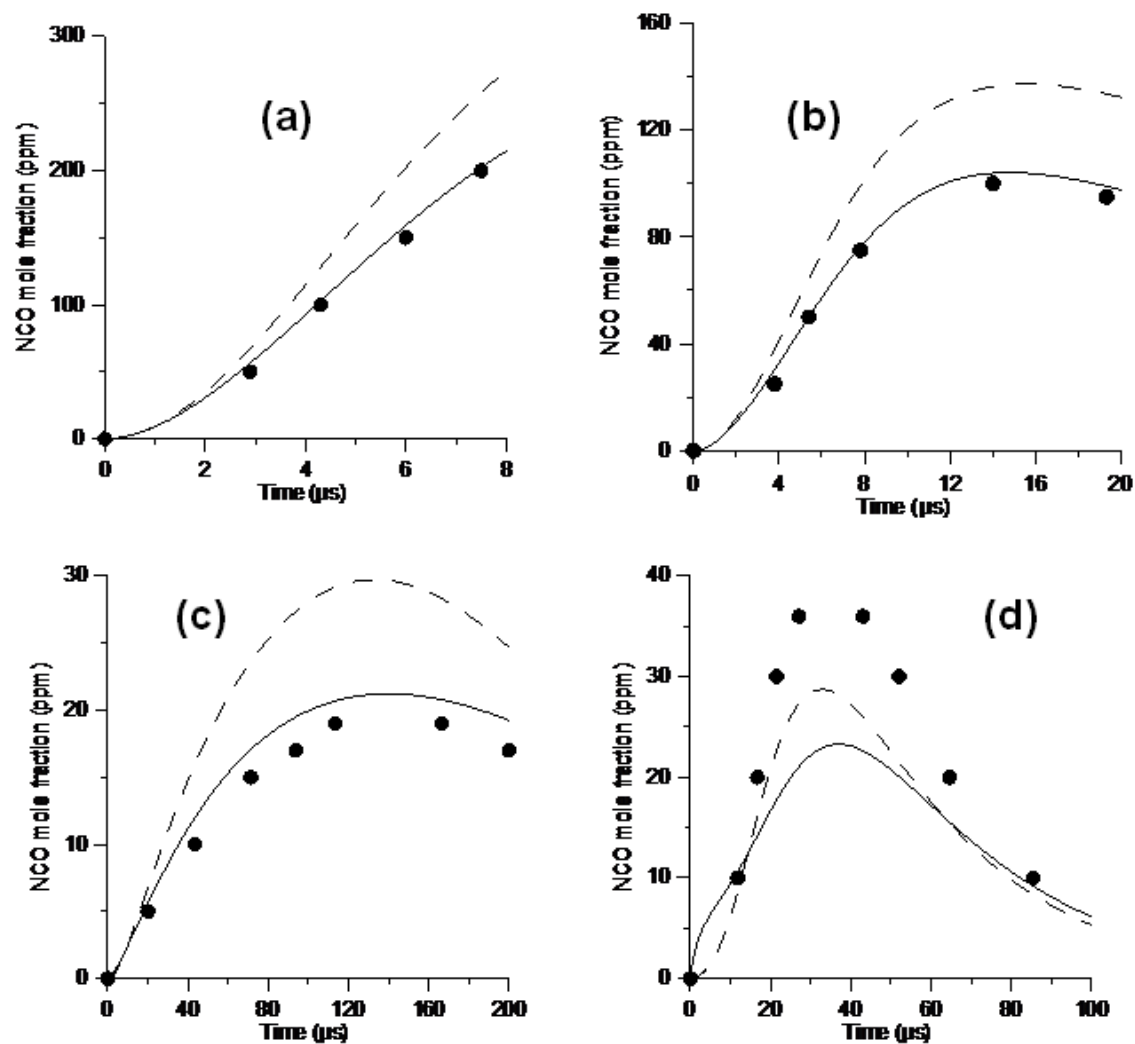 300
200
100
0
NCO mole fraction (ppm)
(a)
0 2 4 6 8
Time (µs)
160
120
80
40
0
NCO mole fraction (ppm)
(b)
0 4 8 12 16 20
Time (µs)
30
20
10
0
NCO mole fraction (ppm)
(c)
0 40 80 120 160 200
Time (µs)
40
30
20
10
0
NCO mole fraction (ppm)
(d)
0 20 40 60 80 100
Time (µs)